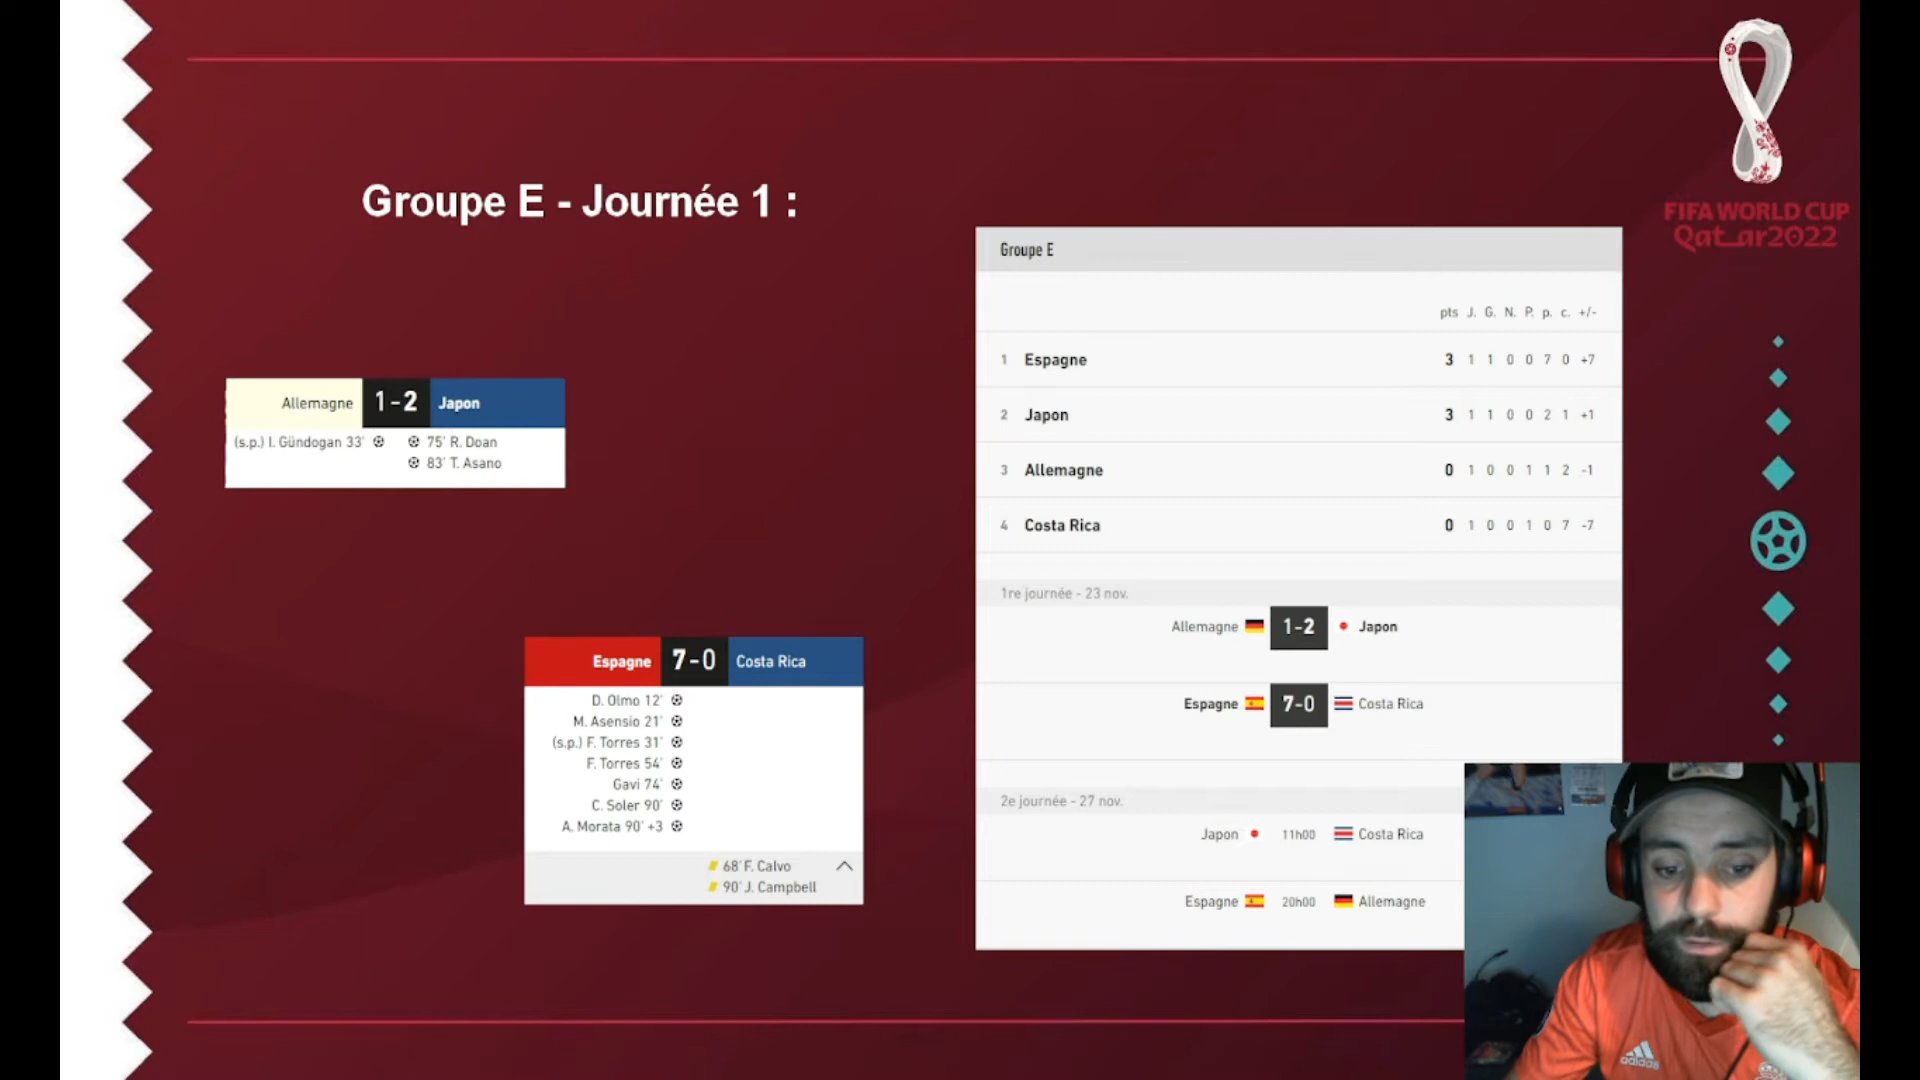 FIFA WORLD CUP
Qatar2022
Groupe E - Journée 1 :
Allemagne 1-2 Japon
(s.p.) I. Gündogan 33' 75' R. Doan
83' T. Asano
Espagne 7-0 Costa Rica
D. Olmo 12'
M. Asensio 21'
(s.p.) F. Torres 31'
F. Torres 54'
Gavi 74'
C. Soler 90'
A. Morata 90' +3
68' F. Calvo
90' J. Campbell
Groupe E
pts J. G. N. P. p. c. +/-
1 Espagne 3 1 1 0 0 7 0 +7
2 Japon 3 1 1 0 0 2 1 +1
3 Allemagne 0 1 0 0 1 1 2 -1
4 Costa Rica 0 1 0 0 1 0 7 -7
1re journée - 23 nov.
Allemagne 1-2 Japon
Espagne 7-0 Costa Rica
2e journée - 27 nov.
Japon 11h00 Costa Rica
Espagne 20h00 Allemagne
adidas